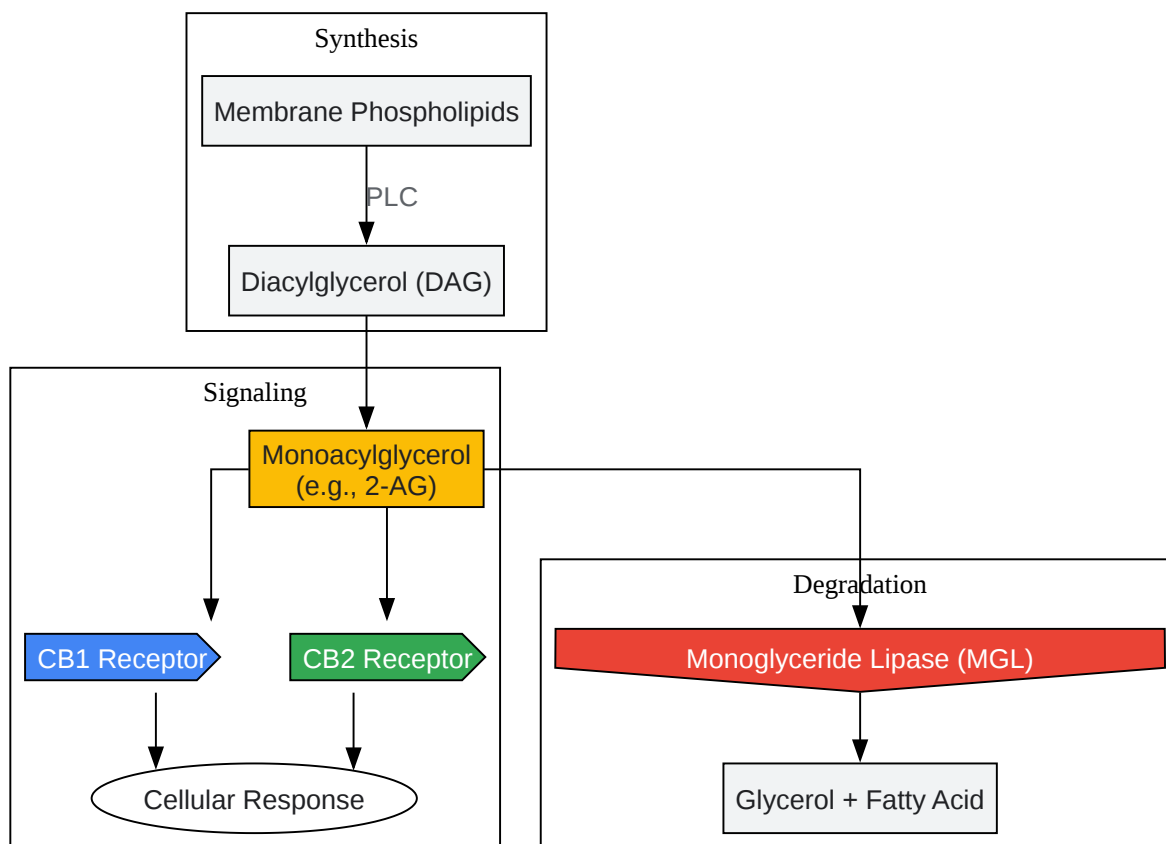 Synthesis
Membrane Phospholipids
PLC
Diacylglycerol (DAG)
Signaling
Monoacylglycerol
(e.g., 2-AG)
CB1 Receptor
CB2 Receptor
Cellular Response
Degradation
Monoglyceride Lipase (MGL)
Glycerol + Fatty Acid